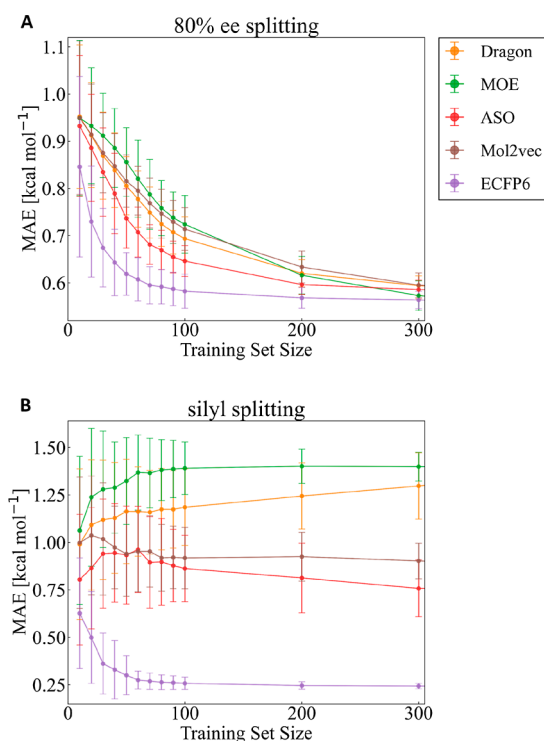 A
80% ee splitting
MAE [kcal mol⁻¹]
1.1
1.0
0.9
0.8
0.7
0.6
0
100
200
300
Training Set Size
Dragon
MOE
ASO
Mol2vec
ECFP6
B
silyl splitting
MAE [kcal mol⁻¹]
1.50
1.25
1.00
0.75
0.50
0.25
0
100
200
300
Training Set Size